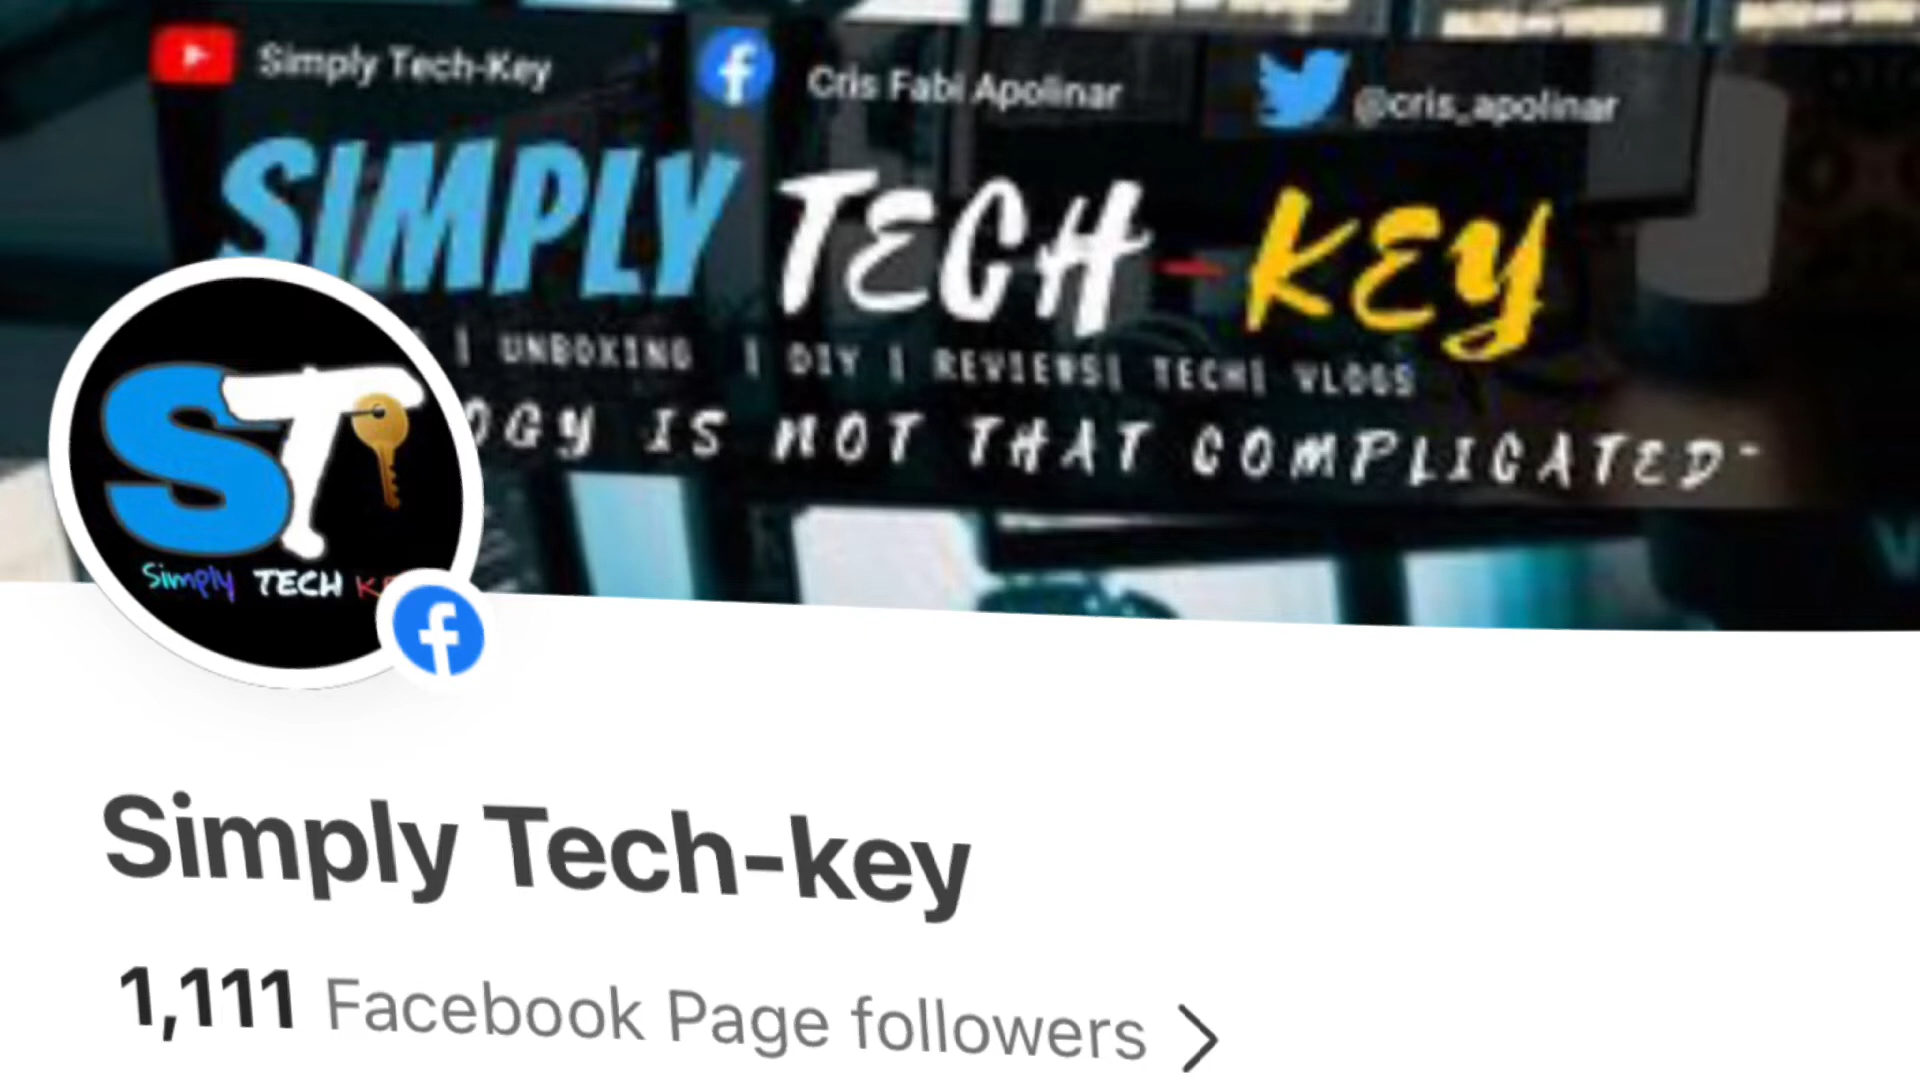 Simply Tech-Key
Cris Fabi Apolinar
@cris_apolinar
SIMPLY TECH - KEY
| UNBOXING | DIY | REVIEWS| TECH| VLOGS
OGY IS NOT THAT COMPLICATED"
ST
Simply TECH K
Simply Tech-key
1,111 Facebook Page followers >